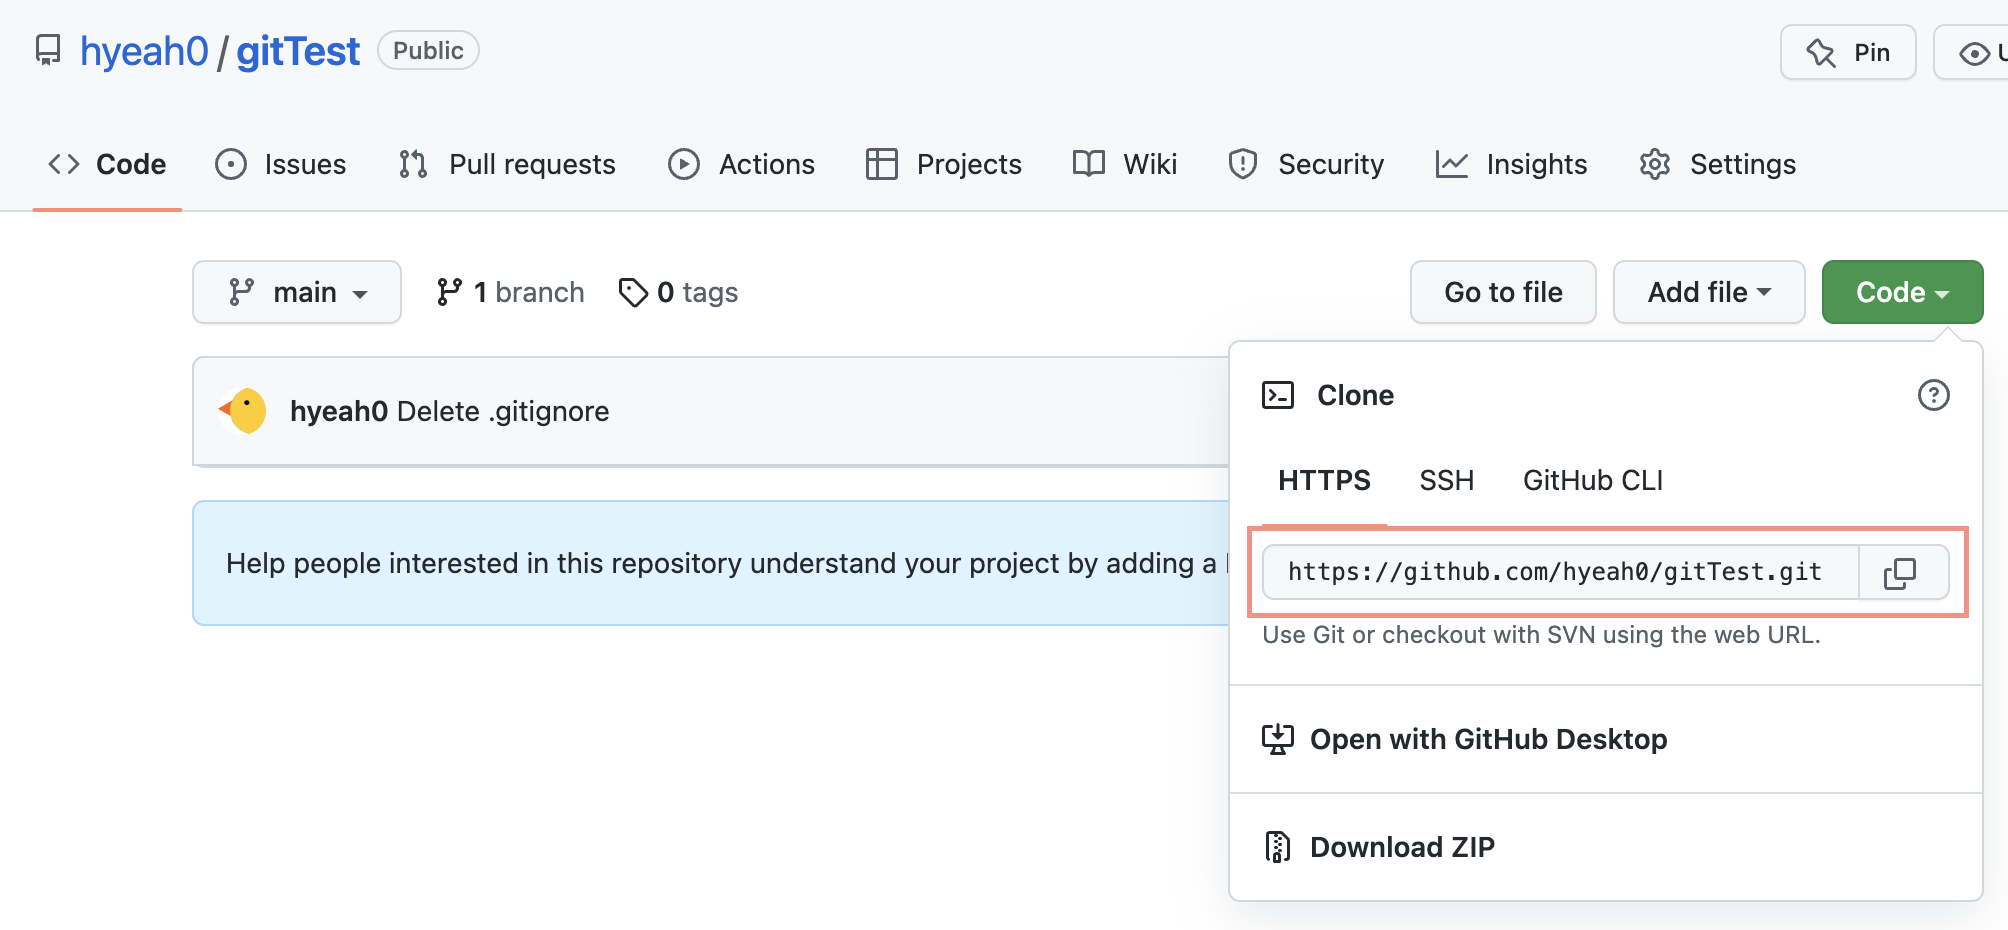 hyeah0 / gitTest Public
Pin
Code Issues Pull requests Actions Projects Wiki Security Insights Settings
main 1 branch 0 tags Go to file Add file Code
hyeah0 Delete .gitignore
Clone
HTTPS SSH GitHub CLI
Help people interested in this repository understand your project by adding a
https://github.com/hyeah0/gitTest.git
Use Git or checkout with SVN using the web URL.
Open with GitHub Desktop
Download ZIP